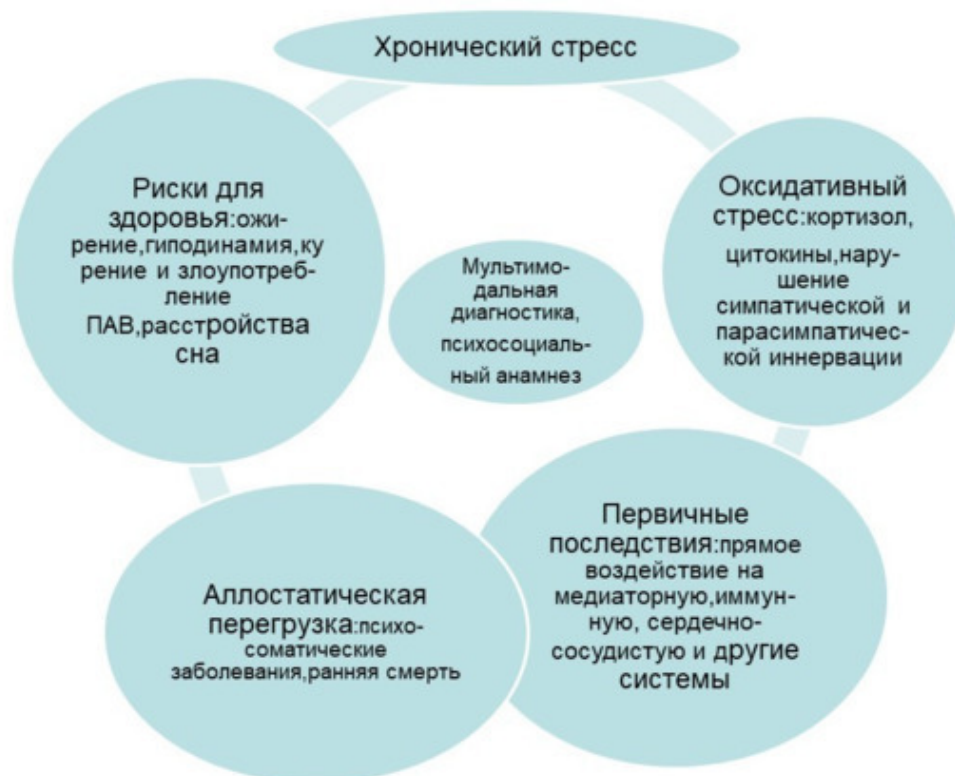 Хронический стресс
Риски для
здоровья:ожи-
рение,гиподинамия,ку
рение и злоупотреб-
ление
ПАВ,расстройства
сна
Оксидативный
стресс:кортизол,
цитокины,нару-
шение
симпатической и
парасимпатичес-
кой иннервации
Мультимо-
дальная
диагностика,
психосоциаль-
ный анамнез
Аллостатическая
перегрузка:психо-
соматические
заболевания,ранняя смерть
Первичные
последствия:прямое
воздействие на
медиаторную,иммун-
ную, сердечно-
сосудистую и другие
системы